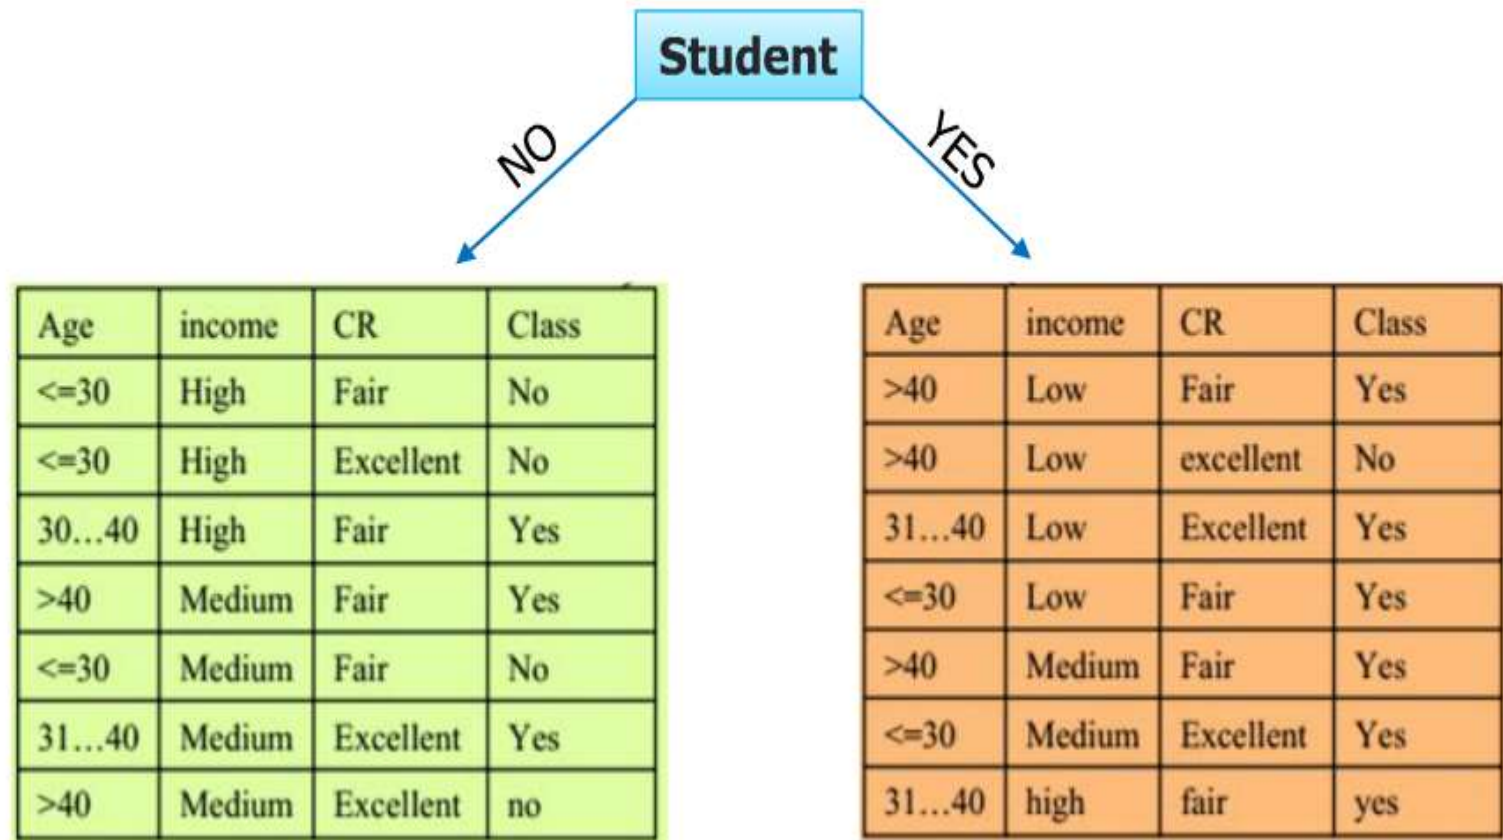 Student
NO
YES
Age income CR Class
<=30 High Fair No
<=30 High Excellent No
30...40 High Fair Yes
>40 Medium Fair Yes
<=30 Medium Fair No
31...40 Medium Excellent Yes
>40 Medium Excellent no
Age income CR Class
>40 Low Fair Yes
>40 Low excellent No
31...40 Low Excellent Yes
<=30 Low Fair Yes
>40 Medium Fair Yes
<=30 Medium Excellent Yes
31...40 high fair yes